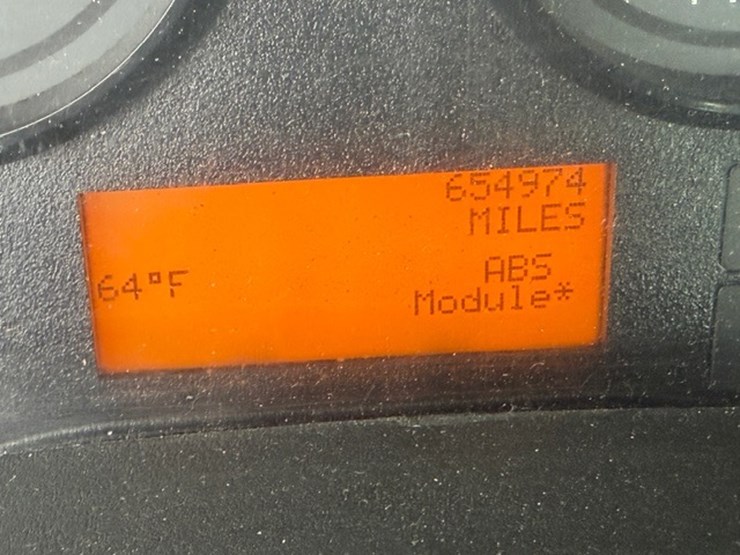 654974
MILES
64°F
ABS
Module*